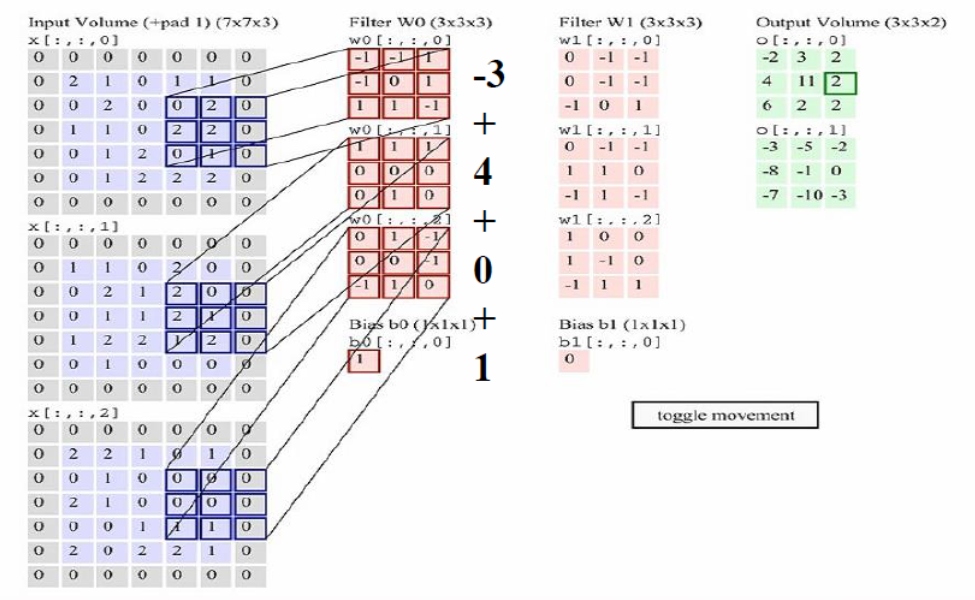 Input Volume (+pad 1) (7x7x3)
x[:,:,0]
0 0 0 0 0 0 0
0 2 1 0 1 1 0
0 0 2 0 0 2 0
0 1 1 0 2 2 0
0 0 1 2 0 1 0
0 0 1 2 2 2 0
0 0 0 0 0 0 0
x[:,:,1]
0 0 0 0 0 0 0
0 1 1 0 2 0 0
0 0 2 1 2 0 0
0 0 1 1 2 1 0
0 1 2 2 1 2 0
0 0 1 0 0 0 0
0 0 0 0 0 0 0
x[:,:,2]
0 0 0 0 0 0 0
0 2 2 1 0 1 0
0 0 1 0 0 0 0
0 2 1 0 0 0 0
0 0 0 1 1 1 0
0 2 0 2 2 1 0
0 0 0 0 0 0 0
Filter W0 (3x3x3)
w0[:,:,0]
-1 -1 1
-1 0 1
1 1 -1
w0[:,:,1]
1 1 1
0 0 0
0 1 0
w0[:,:,2]
0 1 -1
0 0 -1
-1 1 0
Bias b0 (1x1x1)
b0[:,:,0]
1
-3
+
4
+
0
+
1
Filter W1 (3x3x3)
w1[:,:,0]
0 -1 -1
0 -1 -1
-1 0 1
w1[:,:,1]
0 -1 -1
1 1 0
-1 1 -1
w1[:,:,2]
1 0 0
1 -1 0
-1 1 1
Bias b1 (1x1x1)
b1[:,:,0]
0
Output Volume (3x3x2)
o[:,:,0]
-2 3 2
4 11 2
6 2 2
o[:,:,1]
-3 -5 -2
-8 -1 0
-7 -10 -3
toggle movement